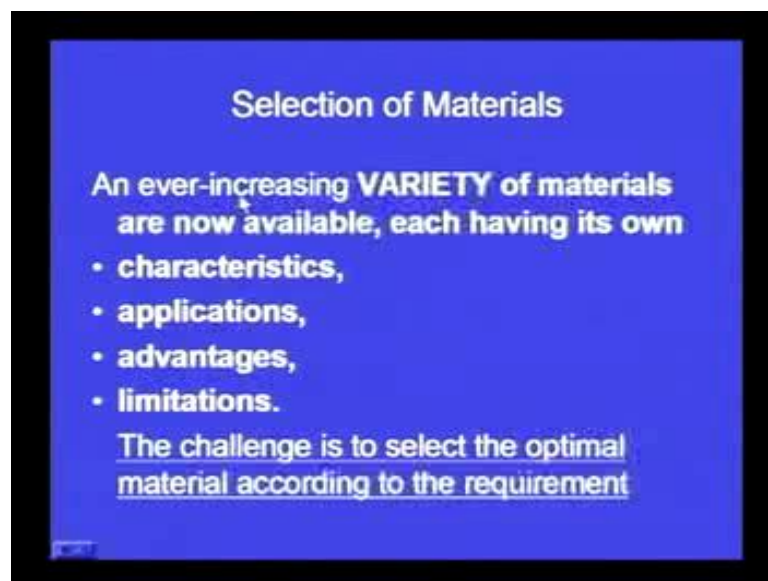 Selection of Materials
An ever-increasing VARIETY of materials
are now available, each having its own
• characteristics,
• applications,
• advantages,
• limitations.
The challenge is to select the optimal
material according to the requirement